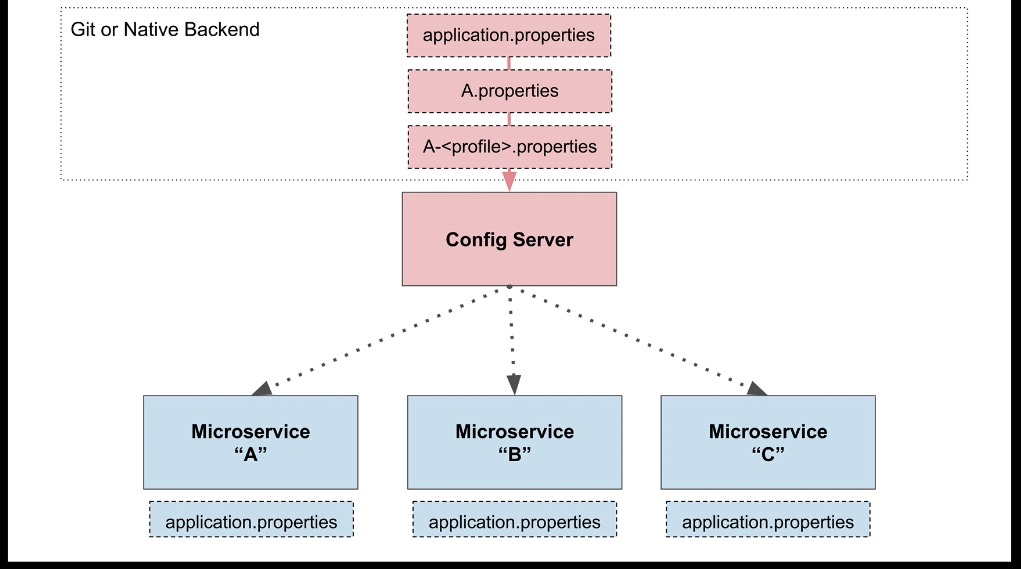 Git or Native Backend
application.properties
A.properties
A-<profile>.properties
Config Server
Microservice
“A”
Microservice
“B”
Microservice
“C”
application.properties
application.properties
application.properties